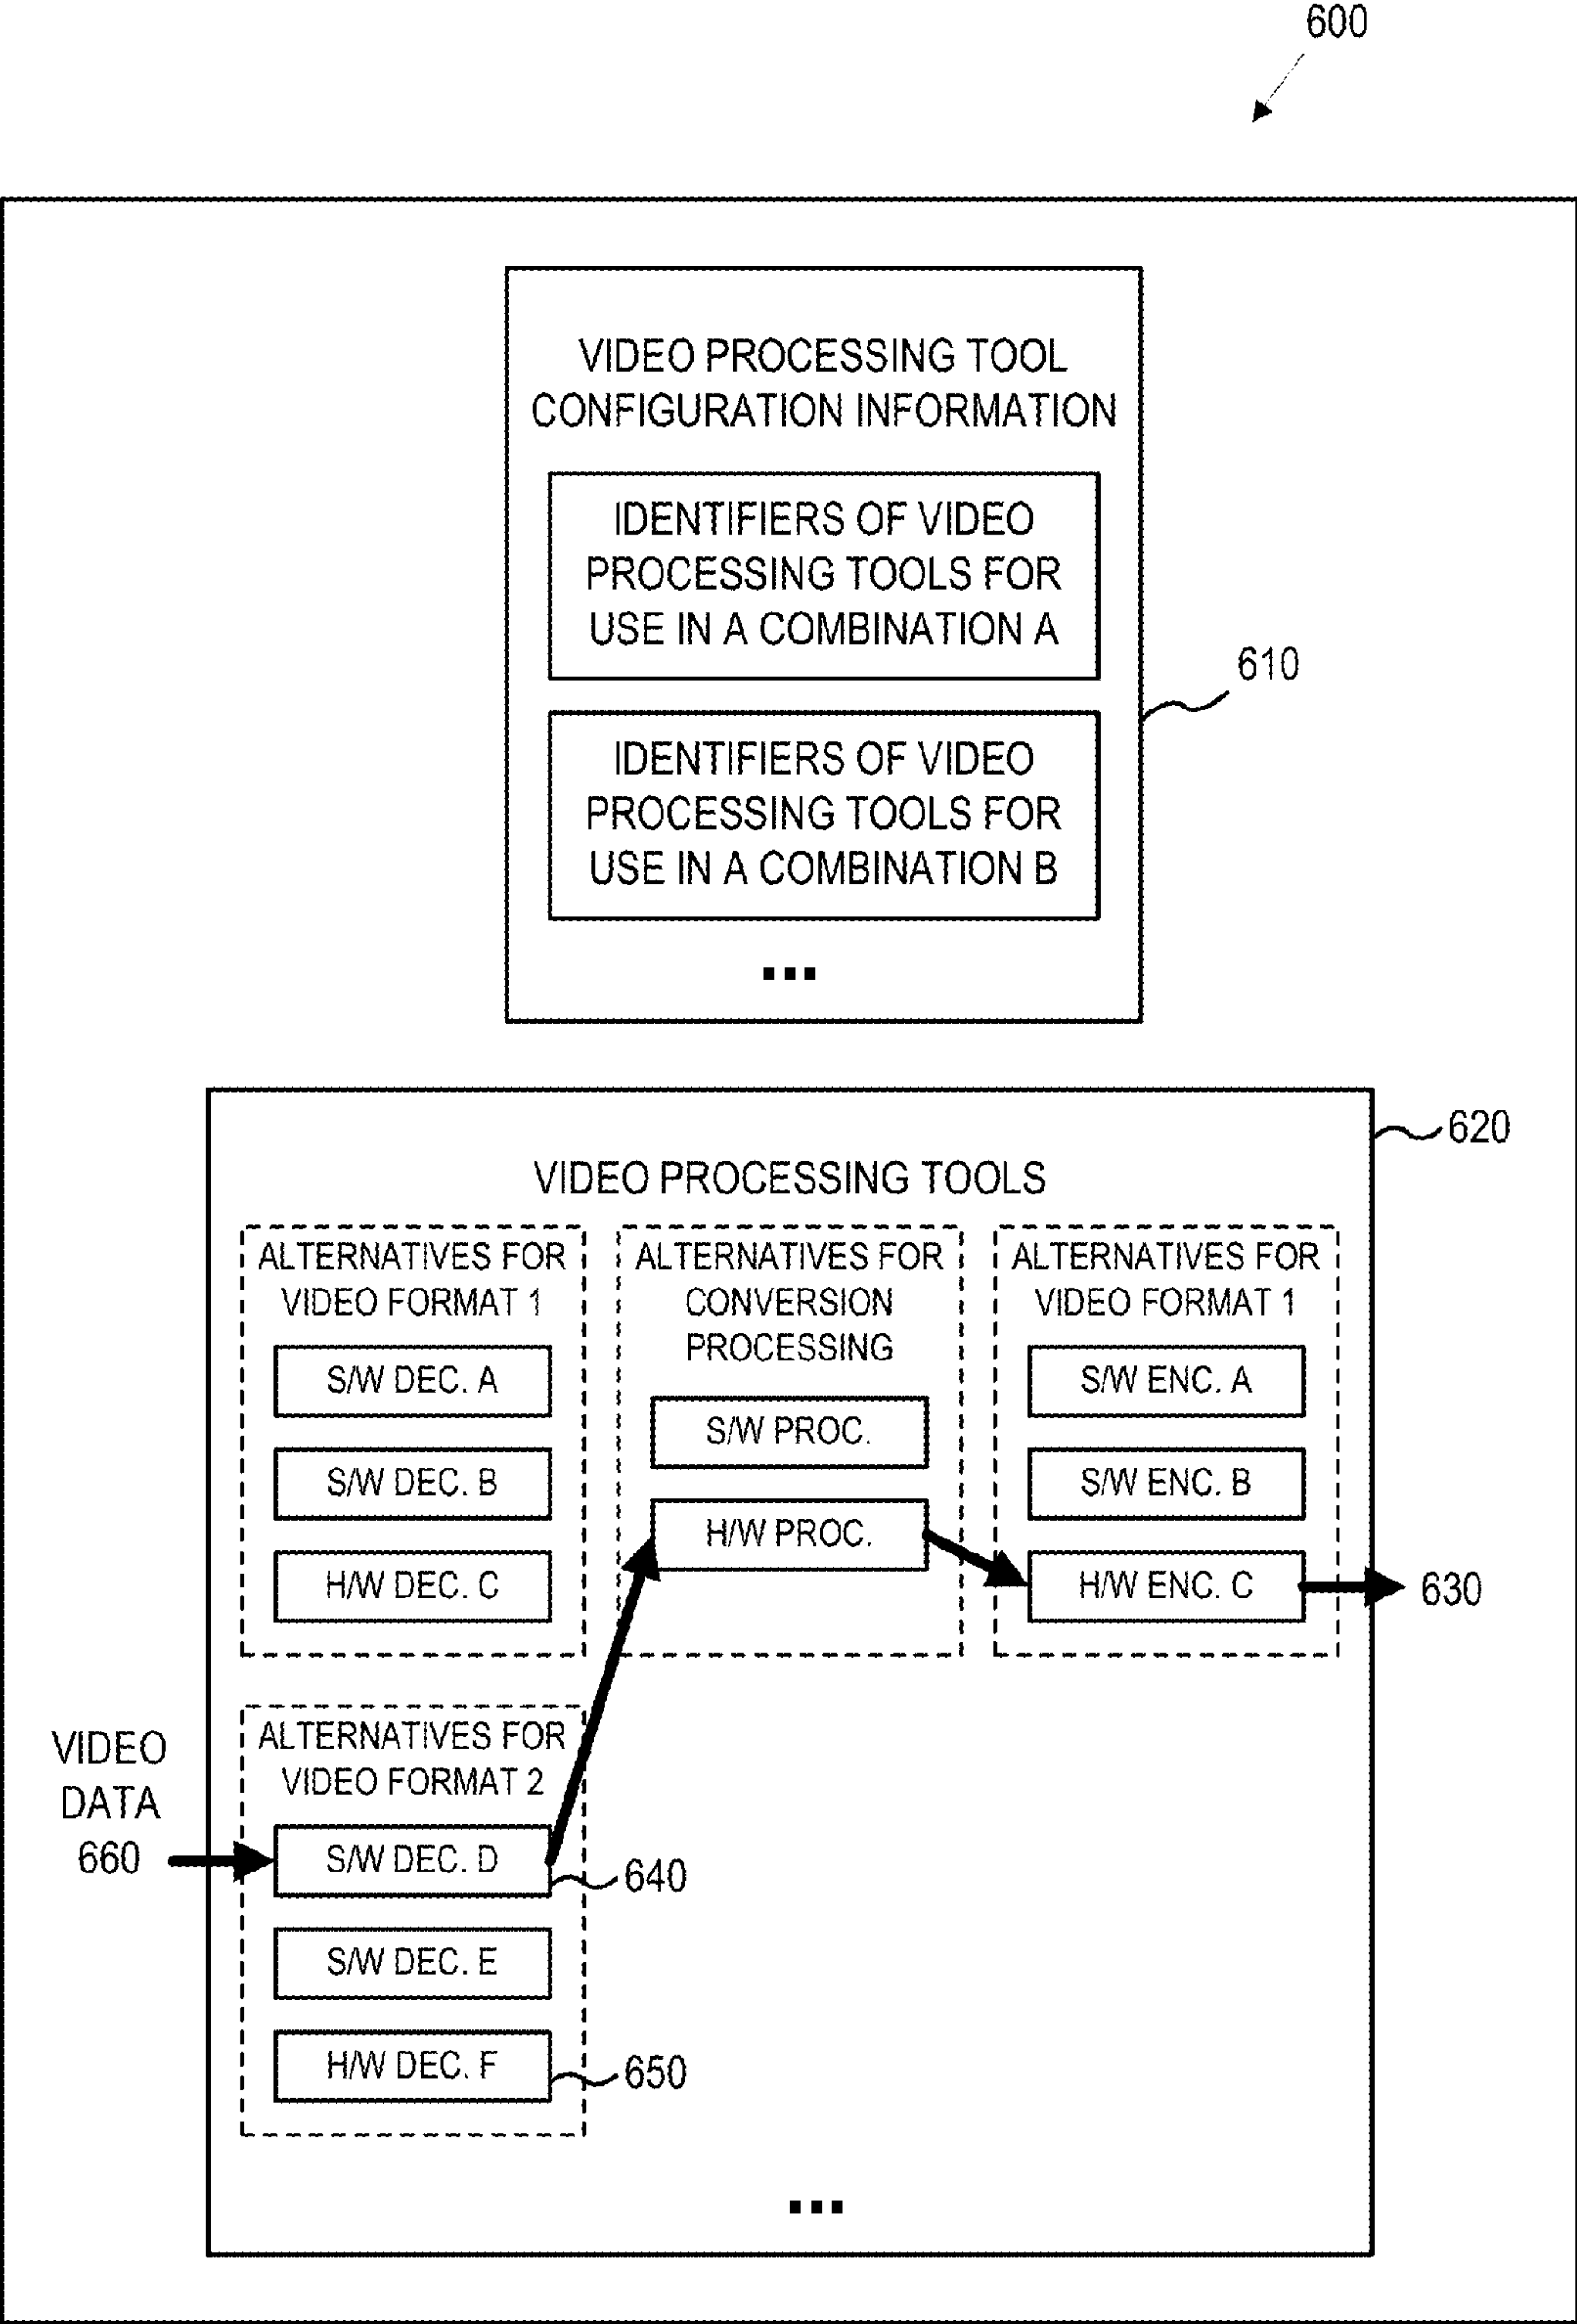 600
VIDEO PROCESSING TOOL
CONFIGURATION INFORMATION
IDENTIFIERS OF VIDEO
PROCESSING TOOLS FOR
USE IN A COMBINATION A
610
IDENTIFIERS OF VIDEO
PROCESSING TOOLS FOR
USE IN A COMBINATION B
...
620
VIDEO PROCESSING TOOLS
ALTERNATIVES FOR
VIDEO FORMAT 1
S/W DEC. A
S/W DEC. B
H/W DEC. C
ALTERNATIVES FOR
CONVERSION
PROCESSING
S/W PROC.
H/W PROC.
ALTERNATIVES FOR
VIDEO FORMAT 1
S/W ENC. A
S/W ENC. B
H/W ENC. C
630
VIDEO
DATA
660
ALTERNATIVES FOR
VIDEO FORMAT 2
S/W DEC. D
640
S/W DEC. E
H/W DEC. F
650
...